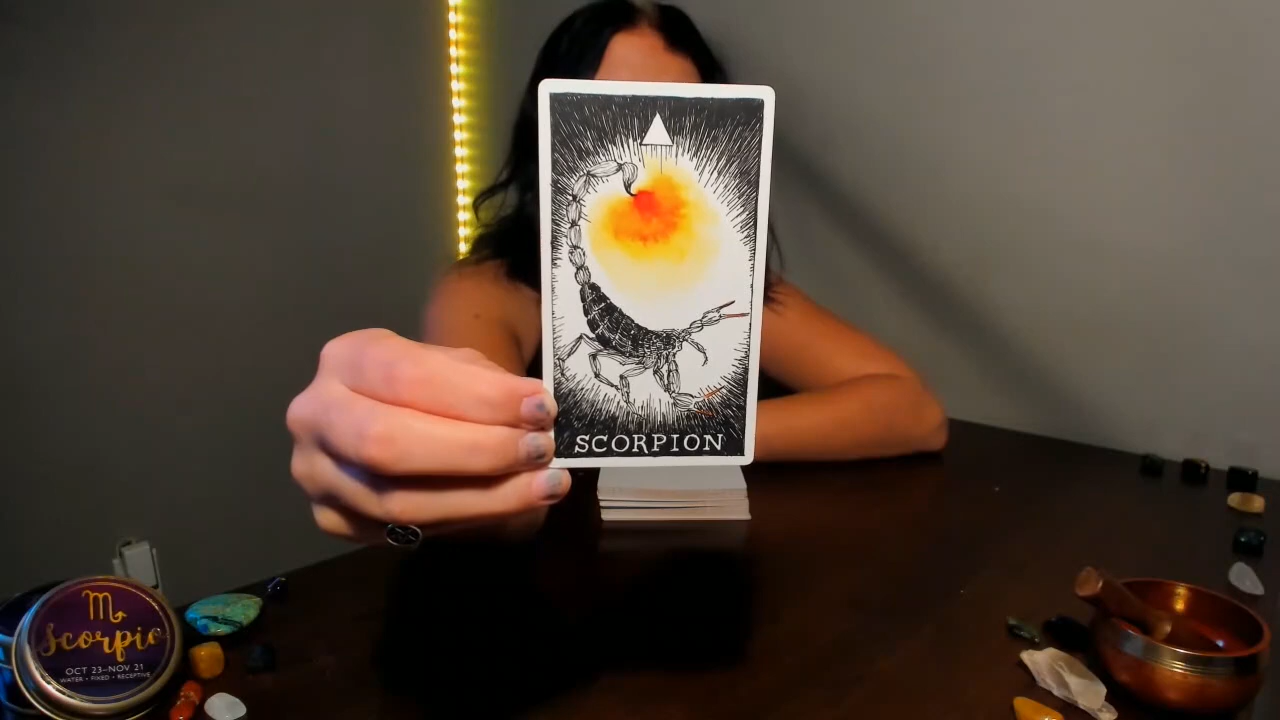 SCORPION
♏
Scorpio
OCT 23–NOV 21
WATER • FIXED • RECEPTIVE